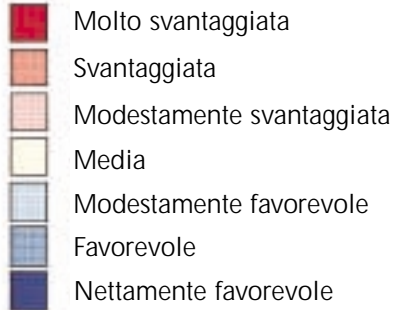 Molto svantaggiata
Svantaggiata
Modestamente svantaggiata
Media
Modestamente favorevole
Favorevole
Nettamente favorevole